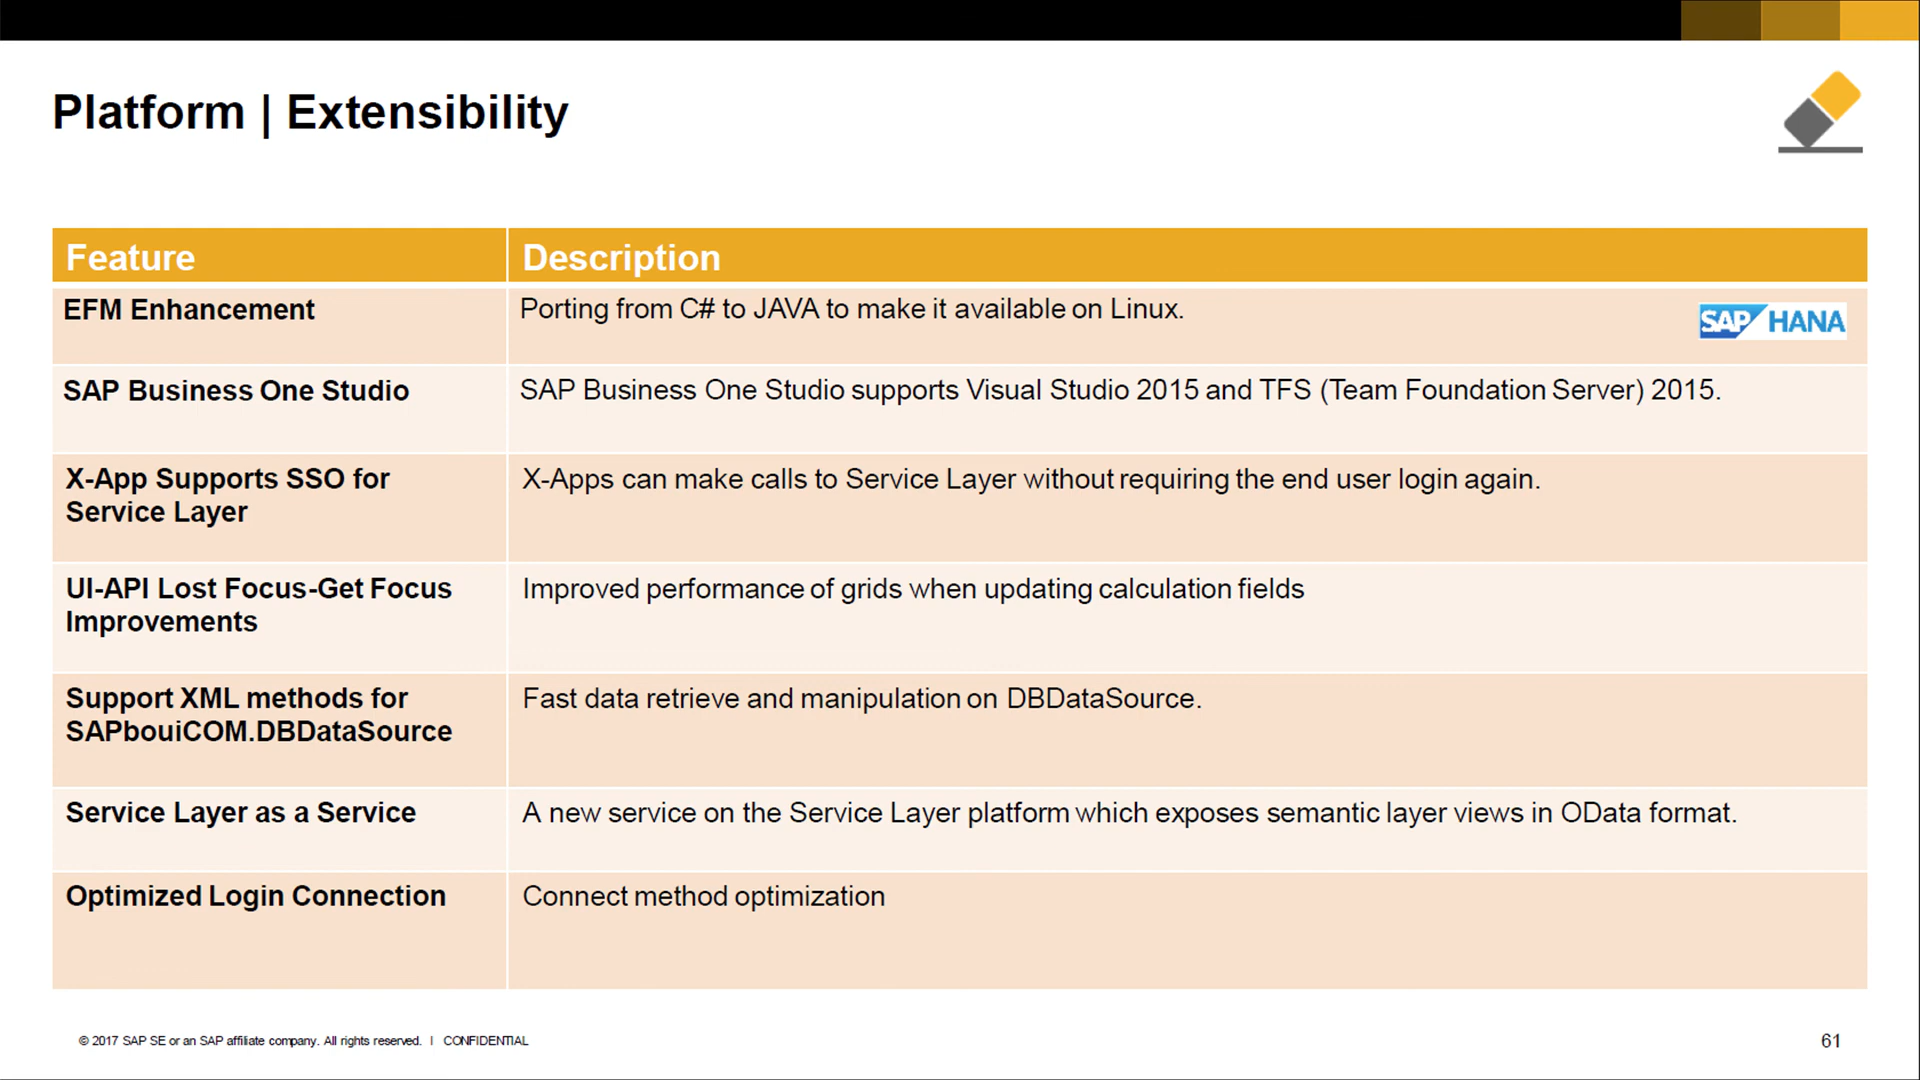 Platform | Extensibility
Feature
Description
EFM Enhancement
Porting from C# to JAVA to make it available on Linux.
SAP HANA
SAP Business One Studio
SAP Business One Studio supports Visual Studio 2015 and TFS (Team Foundation Server) 2015.
X-App Supports SSO for
Service Layer
X-Apps can make calls to Service Layer without requiring the end user login again.
UI-API Lost Focus-Get Focus
Improvements
Improved performance of grids when updating calculation fields
Support XML methods for
SAPbouiCOM.DBDataSource
Fast data retrieve and manipulation on DBDataSource.
Service Layer as a Service
A new service on the Service Layer platform which exposes semantic layer views in OData format.
Optimized Login Connection
Connect method optimization
© 2017 SAP SE or an SAP affiliate company. All rights reserved. I CONFIDENTIAL
61